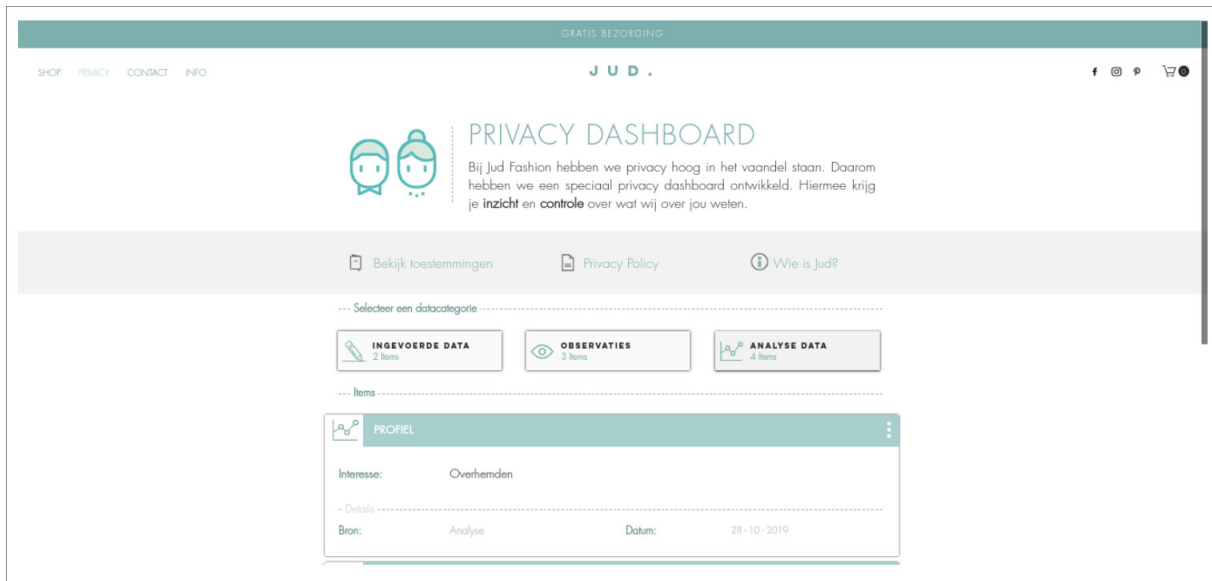 GRATIS BEZORGING
SHOP PRIVACY CONTACT INFO
JUD.
0
PRIVACY DASHBOARD
Bij Jud Fashion hebben we privacy hoog in het vaandel staan. Daarom
hebben we een speciaal privacy dashboard ontwikkeld. Hiermee krijg
je inzicht en controle over wat wij over jou weten.
Bekijk toestemmingen
Privacy Policy
Wie is Jud?
Selecteer een datacategorie
INGEVOERDE DATA
2 Items
OBSERVATIES
3 Items
ANALYSE DATA
4 Items
Items
PROFIEL
Interesse: Overhemden
- Details
Bron: Analyse Datum: 28 - 10 - 2019